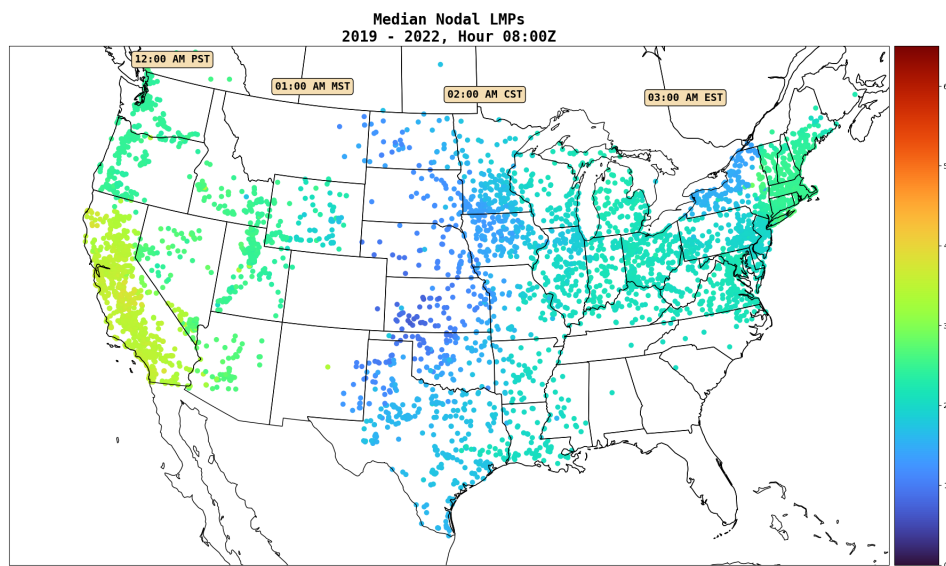 Median Nodal LMPs
2019 - 2022, Hour 08:00Z
12:00 AM PST
01:00 AM MST
02:00 AM CST
03:00 AM EST